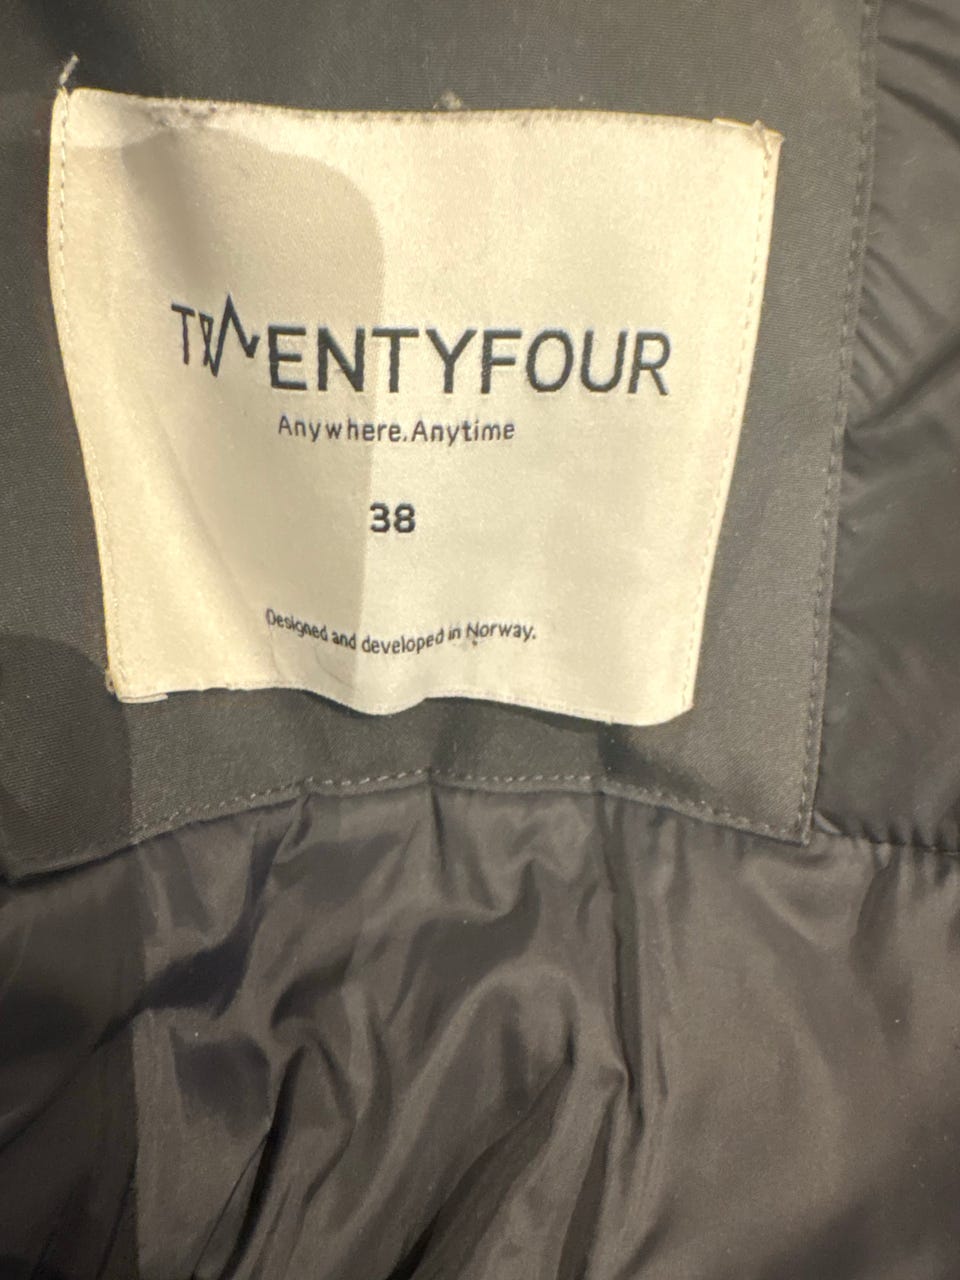 TWENTYFOUR
Anywhere.Anytime
38
Designed and developed in Norway.